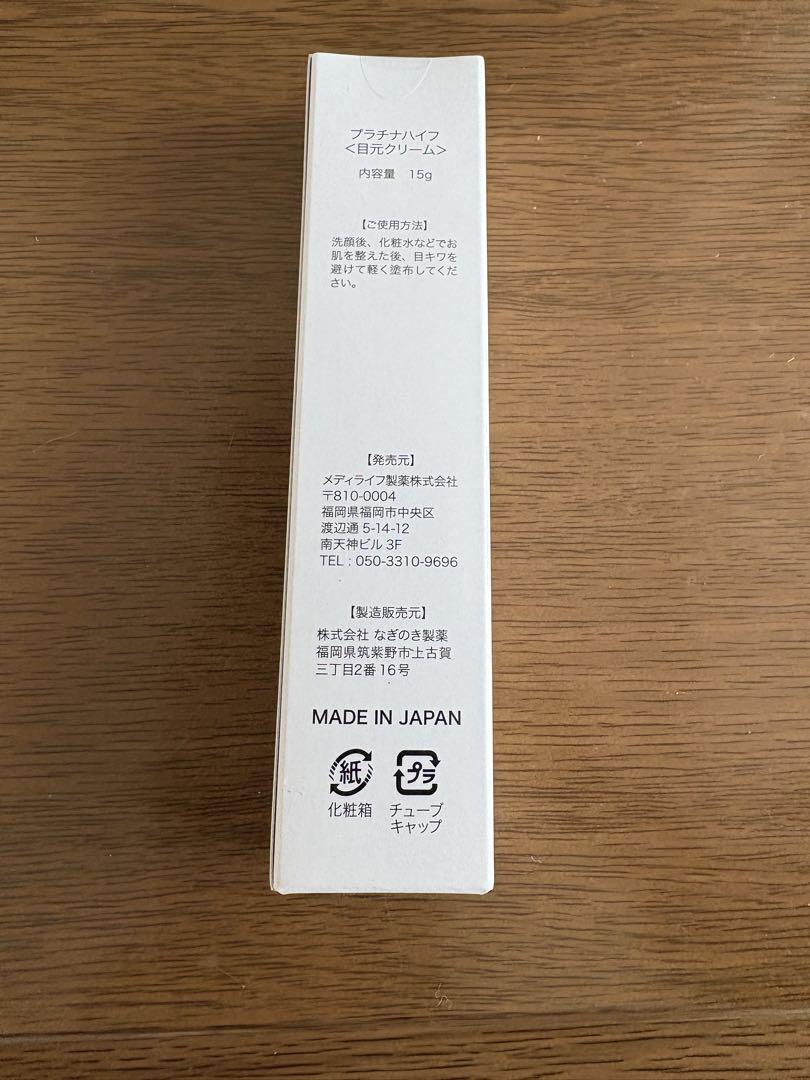 プラチナハイフ
＜目元クリーム＞
内容量　15g
【ご使用方法】
洗顔後、化粧水などでお
肌を整えた後、目キワを
避けて軽く塗布してくだ
さい。
【発売元】
メディライフ製薬株式会社
〒810-0004
福岡県福岡市中央区
渡辺通 5-14-12
南天神ビル 3F
TEL : 050-3310-9696
【製造販売元】
株式会社 なぎのき製薬
福岡県筑紫野市上古賀
三丁目2番 16号
MADE IN JAPAN
紙 プラ
化粧箱 チューブ
キャップ